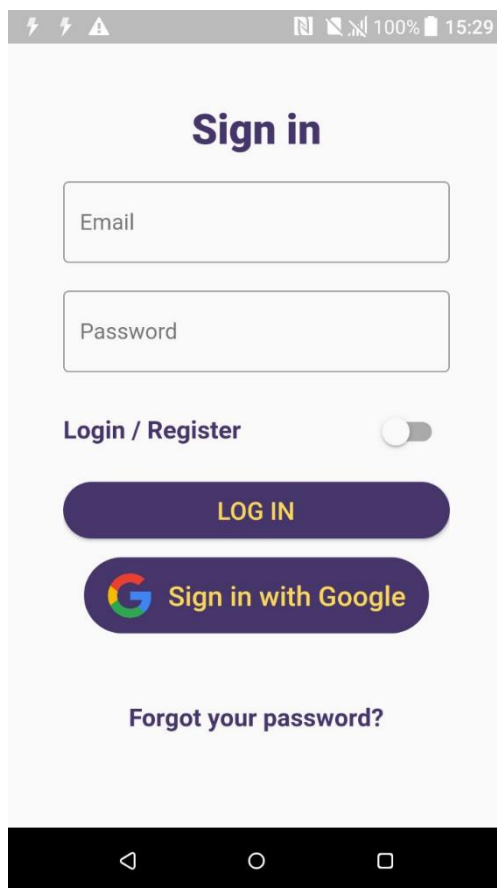 100% 15:29
Sign in
Email
Password
Login / Register
LOG IN
Sign in with Google
Forgot your password?